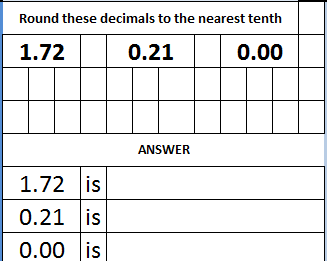 Round these decimals to the nearest tenth
1.72 0.21 0.00
ANSWER
1.72 is
0.21 is
0.00 is